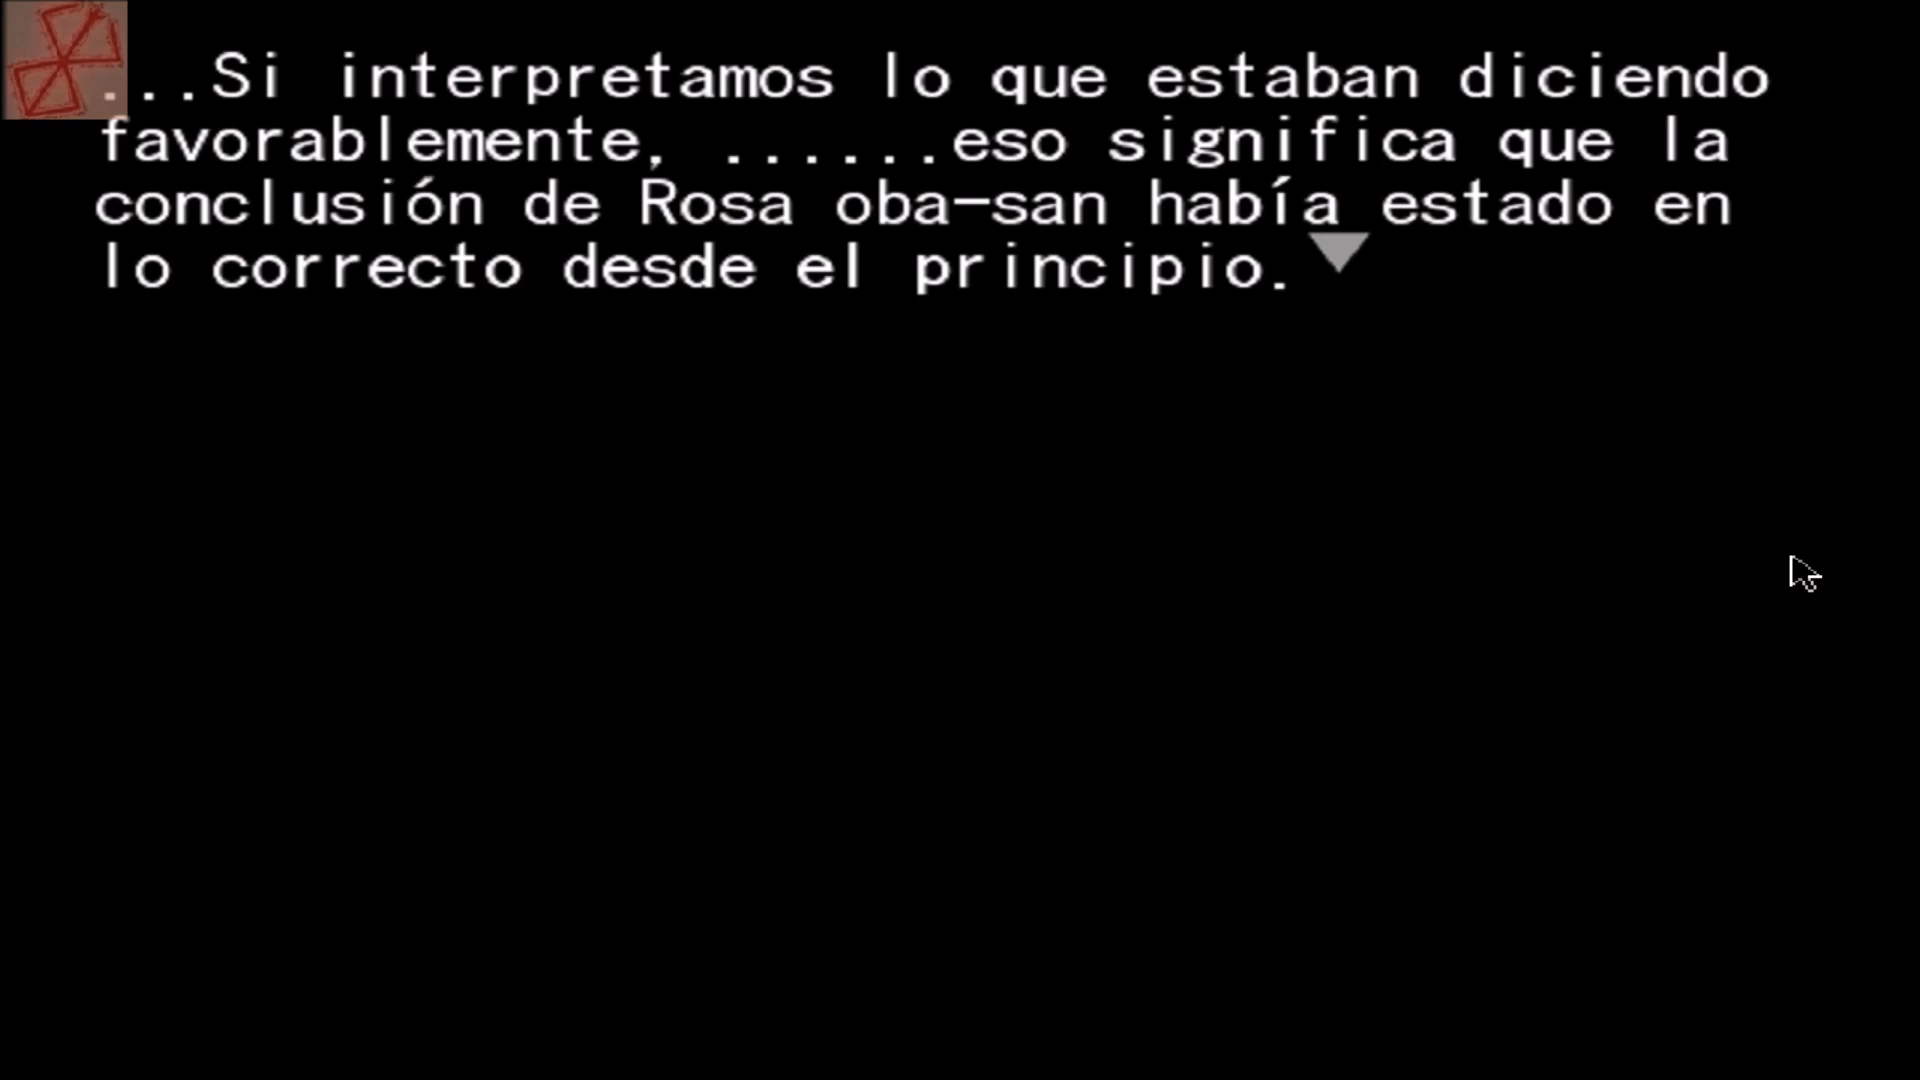 ...Si interpretamos lo que estaban diciendo
favorablemente, ......eso significa que la
conclusión de Rosa oba-san había estado en
lo correcto desde el principio.